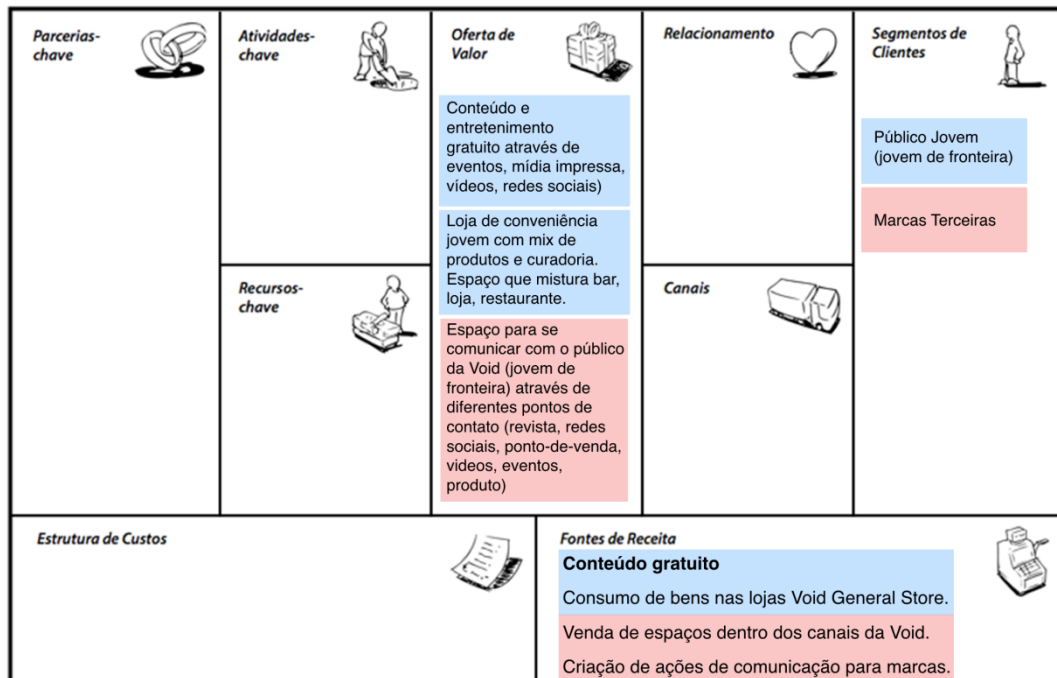 Parcerias-
chave
Atividades-
chave
Oferta de
Valor
Relacionamento
Segmentos de
Clientes
Conteúdo e
entretenimento
gratuito através de
eventos, mídia impressa,
vídeos, redes sociais)
Loja de conveniência
jovem com mix de
produtos e curadoria.
Espaço que mistura bar,
loja, restaurante.
Espaço para se
comunicar com o público
da Void (jovem de
fronteira) através de
diferentes pontos de
contato (revista, redes
sociais, ponto-de-venda,
videos, eventos,
produto)
Público Jovem
(jovem de fronteira)
Marcas Terceiras
Recursos-
chave
Canais
Estrutura de Custos
Fontes de Receita
Conteúdo gratuito
Consumo de bens nas lojas Void General Store.
Venda de espaços dentro dos canais da Void.
Criação de ações de comunicação para marcas.